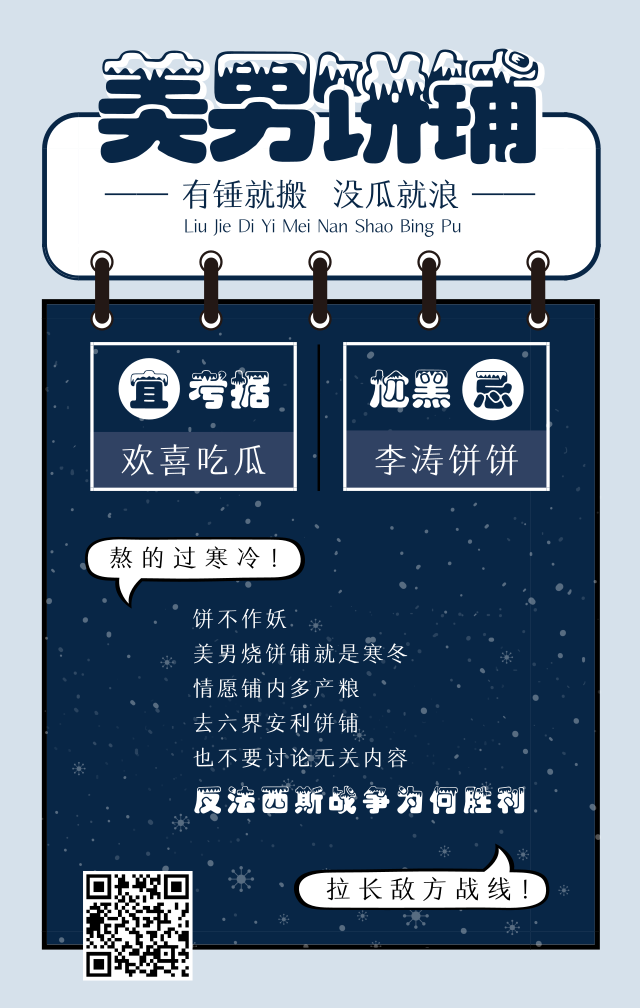 美男饼铺
有锤就搬 没瓜就浪
Liu Jie Di Yi Mei Nan Shao Bing Pu
宜 考据
欢喜吃瓜
尬黑 忌
李涛饼饼
熬的过寒冷!
饼不作妖
美男烧饼铺就是寒冬
情愿铺内多产粮
去六界安利饼铺
也不要讨论无关内容
反法西斯战争为何胜利
拉长敌方战线!